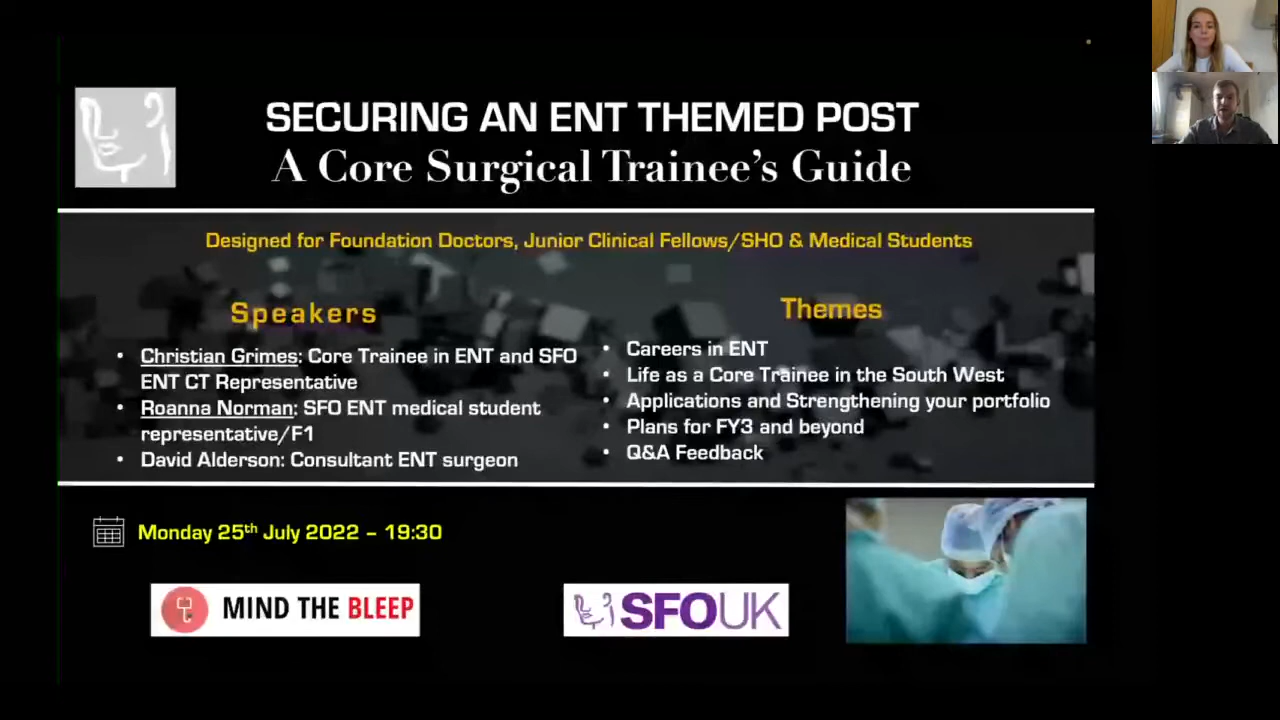 SECURING AN ENT THEMED POST
A Core Surgical Trainee's Guide
Designed for Foundation Doctors, Junior Clinical Fellows/SHO & Medical Students
Speakers
• Christian Grimes: Core Trainee in ENT and SFO
ENT CT Representative
• Roanna Norman: SFO ENT medical student
representative/F1
• David Alderson: Consultant ENT surgeon
Themes
• Careers in ENT
• Life as a Core Trainee in the South West
• Applications and Strengthening your portfolio
• Plans for FY3 and beyond
• Q&A Feedback
Monday 25th July 2022 – 19:30
MIND THE BLEEP
SFOUK